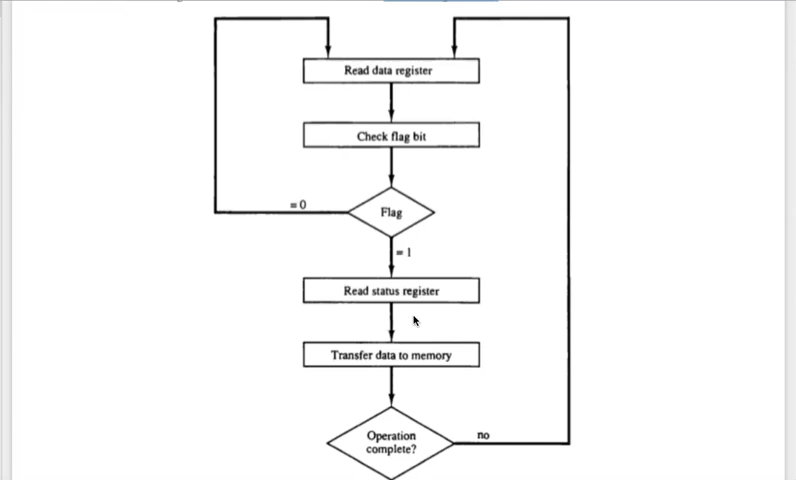 Read data register
Check flag bit
= 0
Flag
= 1
Read status register
Transfer data to memory
Operation
complete?
no